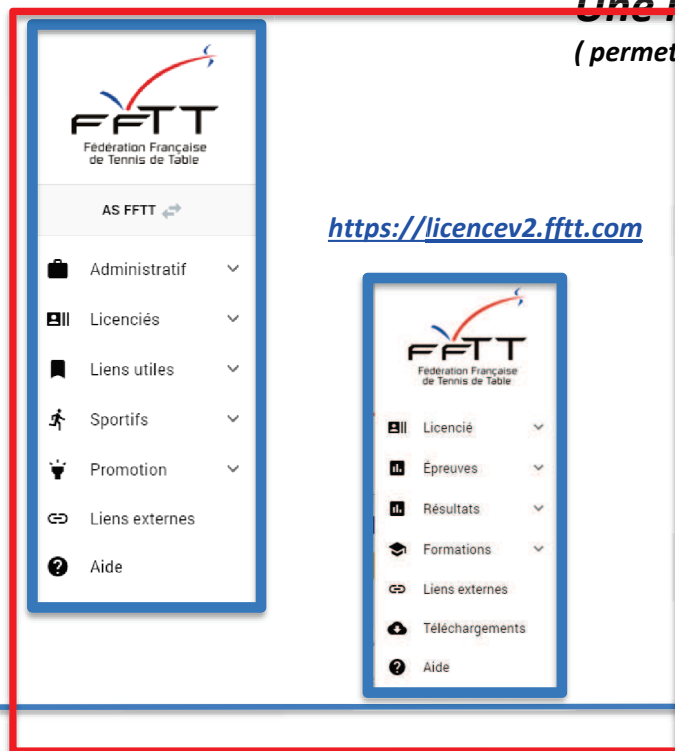 Une
( permet
FFTT
Fédération Française
de Tennis de Table
AS FFTT
Administratif
Licenciés
Liens utiles
Sportifs
Promotion
Liens externes
Aide
https://licencev2.fftt.com
FFTT
Fédération Française
de Tennis de Table
Licencié
Épreuves
Résultats
Formations
Liens externes
Téléchargements
Aide